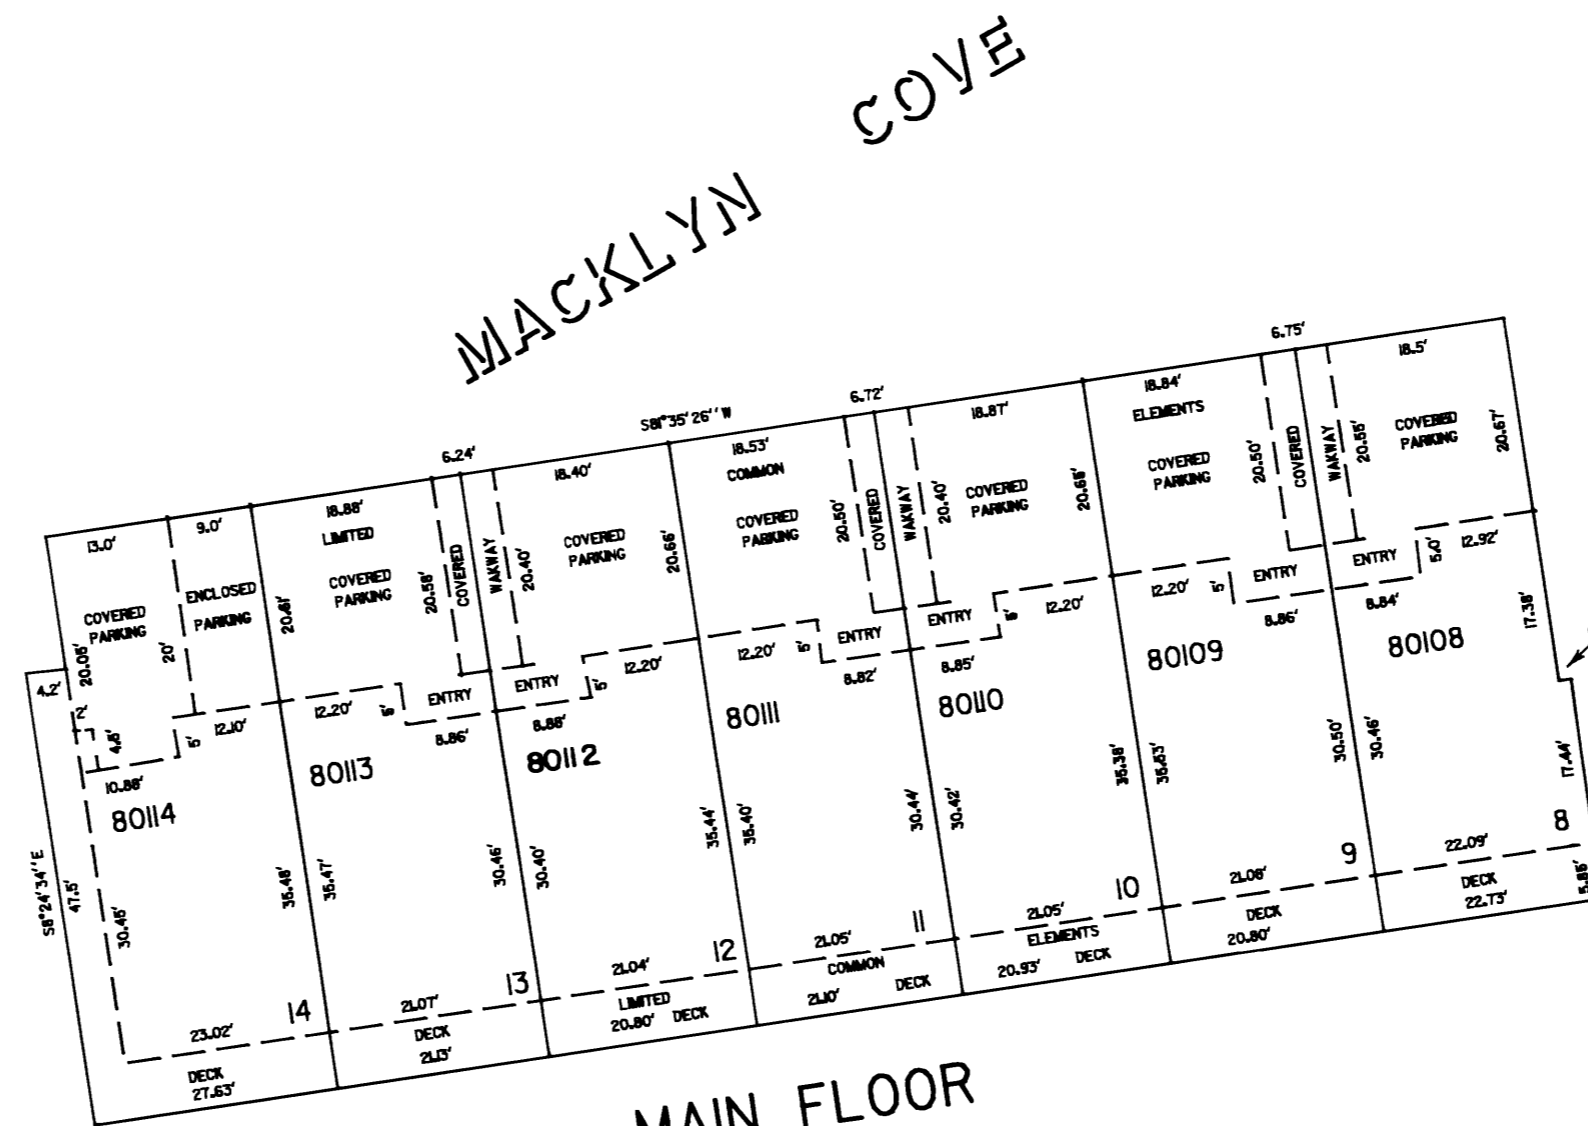 MACKLYN COVE
S81°35'26"W
13.0'
9.0'
18.88'
6.24'
18.40'
18.53'
6.72'
18.87'
18.84'
6.75'
18.5'
LIMITED
COMMON
ELEMENTS
COVERED
PARKING
ENCLOSED
PARKING
COVERED
PARKING
COVERED
WAKWAY
COVERED
PARKING
COVERED
PARKING
COVERED
WAKWAY
COVERED
PARKING
COVERED
PARKING
COVERED
WAKWAY
COVERED
PARKING
20.05'
20'
20.61'
20.58'
20.40'
20.66'
20.50'
20.40'
20.50'
20.55'
20.67'
4.2'
2'
4.5'
10.88'
5'
12.10'
12.20'
5'
ENTRY
8.86'
ENTRY
8.88'
5'
12.20'
12.20'
5'
ENTRY
8.82'
ENTRY
8.85'
5'
12.20'
12.20'
5'
ENTRY
8.86'
ENTRY
8.84'
5.0'
12.92'
17.38'
80114
80113
80112
80111
80110
80109
80108
S8°24'34"E
47.5'
30.45'
35.48'
35.47'
30.46'
30.40'
35.44'
35.40'
30.44'
30.42'
35.38'
35.53'
30.50'
30.46'
17.44'
23.02'
14
21.07'
13
21.04'
12
21.05'
11
21.05'
10
21.08'
9
22.09'
8
5.85'
DECK
27.63'
DECK
21.13'
LIMITED
20.80' DECK
COMMON
21.10' DECK
ELEMENTS
20.93' DECK
DECK
20.80'
DECK
22.73'
MAIN FLOOR